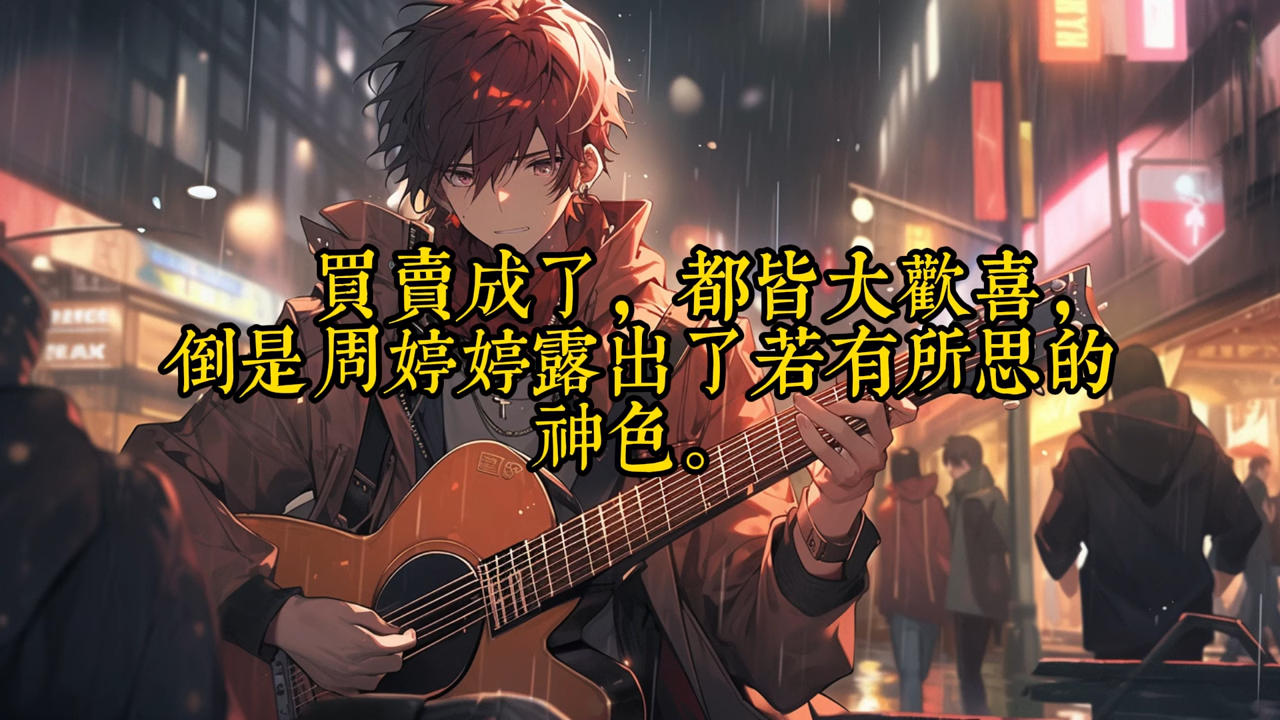 買賣成了，都皆大歡喜，
倒是周婷婷露出了若有所思的
神色。